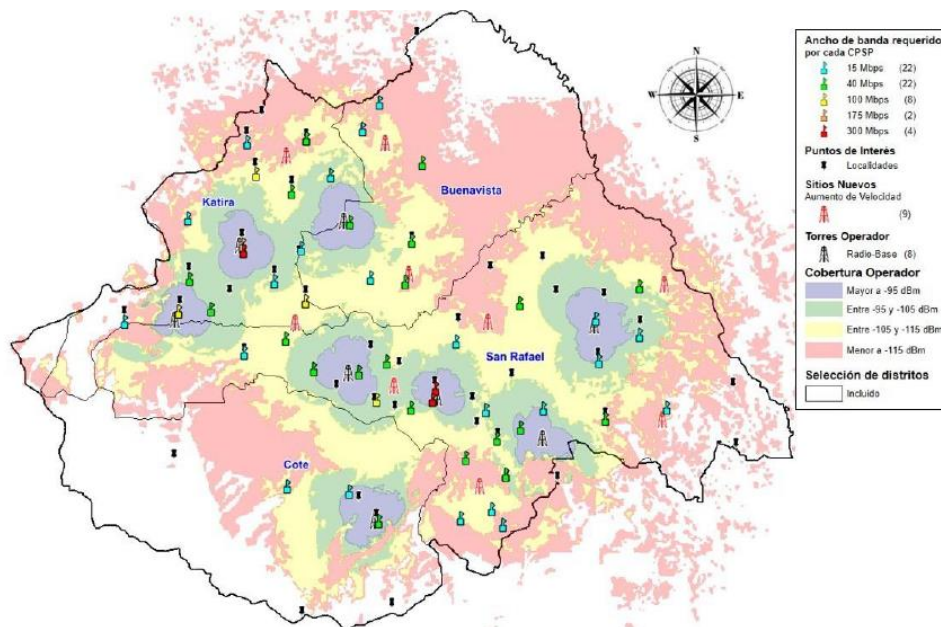 N
W
E
S
Buenavista
Katira
San Rafael
Cote
Ancho de banda requerido
por cada CPSP
15 Mbps (22)
40 Mbps (22)
100 Mbps (8)
175 Mbps (2)
300 Mbps (4)
Puntos de Interés
Localidades
Sitios Nuevos
Aumento de Velocidad
(9)
Torres Operador
Radio-Base (8)
Cobertura Operador
Mayor a -95 dBm
Entre -95 y -105 dBm
Entre -105 y -115 dBm
Menor a -115 dBm
Selección de distritos
Incluido